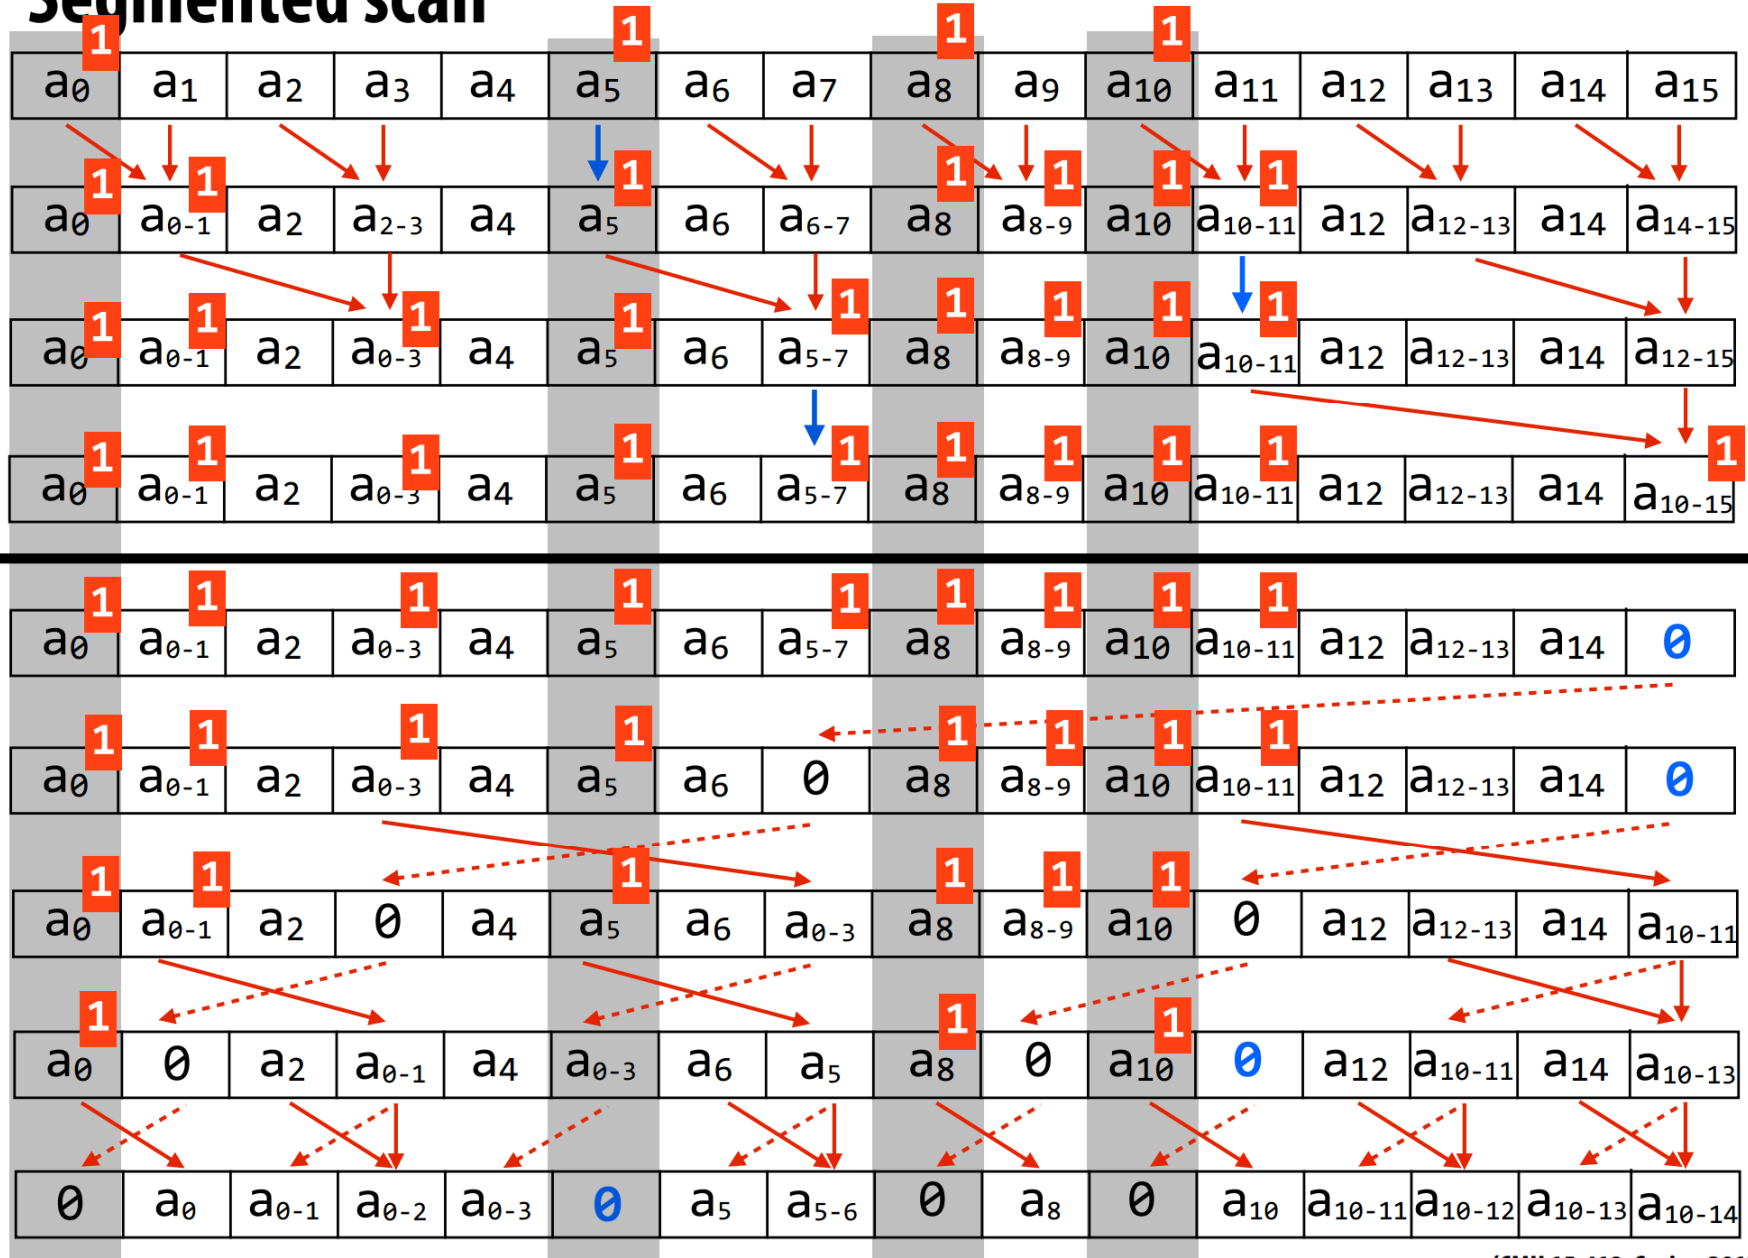 Segmented scan
1 1 1 1
a0 a1 a2 a3 a4 a5 a6 a7 a8 a9 a10 a11 a12 a13 a14 a15
1 1 1 1 1 1 1
a0 a0-1 a2 a2-3 a4 a5 a6 a6-7 a8 a8-9 a10 a10-11 a12 a12-13 a14 a14-15
1 1 1 1 1 1 1 1 1
a0 a0-1 a2 a0-3 a4 a5 a6 a5-7 a8 a8-9 a10 a10-11 a12 a12-13 a14 a12-15
1 1 1 1 1 1 1 1 1 1
a0 a0-1 a2 a0-3 a4 a5 a6 a5-7 a8 a8-9 a10 a10-11 a12 a12-13 a14 a10-15
1 1 1 1 1 1 1 1 1
a0 a0-1 a2 a0-3 a4 a5 a6 a5-7 a8 a8-9 a10 a10-11 a12 a12-13 a14 0
1 1 1 1 1 1 1 1
a0 a0-1 a2 a0-3 a4 a5 a6 0 a8 a8-9 a10 a10-11 a12 a12-13 a14 0
1 1 1 1 1 1
a0 a0-1 a2 0 a4 a5 a6 a0-3 a8 a8-9 a10 0 a12 a12-13 a14 a10-11
1 1 1
a0 0 a2 a0-1 a4 a0-3 a6 a5 a8 0 a10 0 a12 a10-11 a14 a10-13
0 a0 a0-1 a0-2 a0-3 0 a5 a5-6 0 a8 0 a10 a10-11 a10-12 a10-13 a10-14